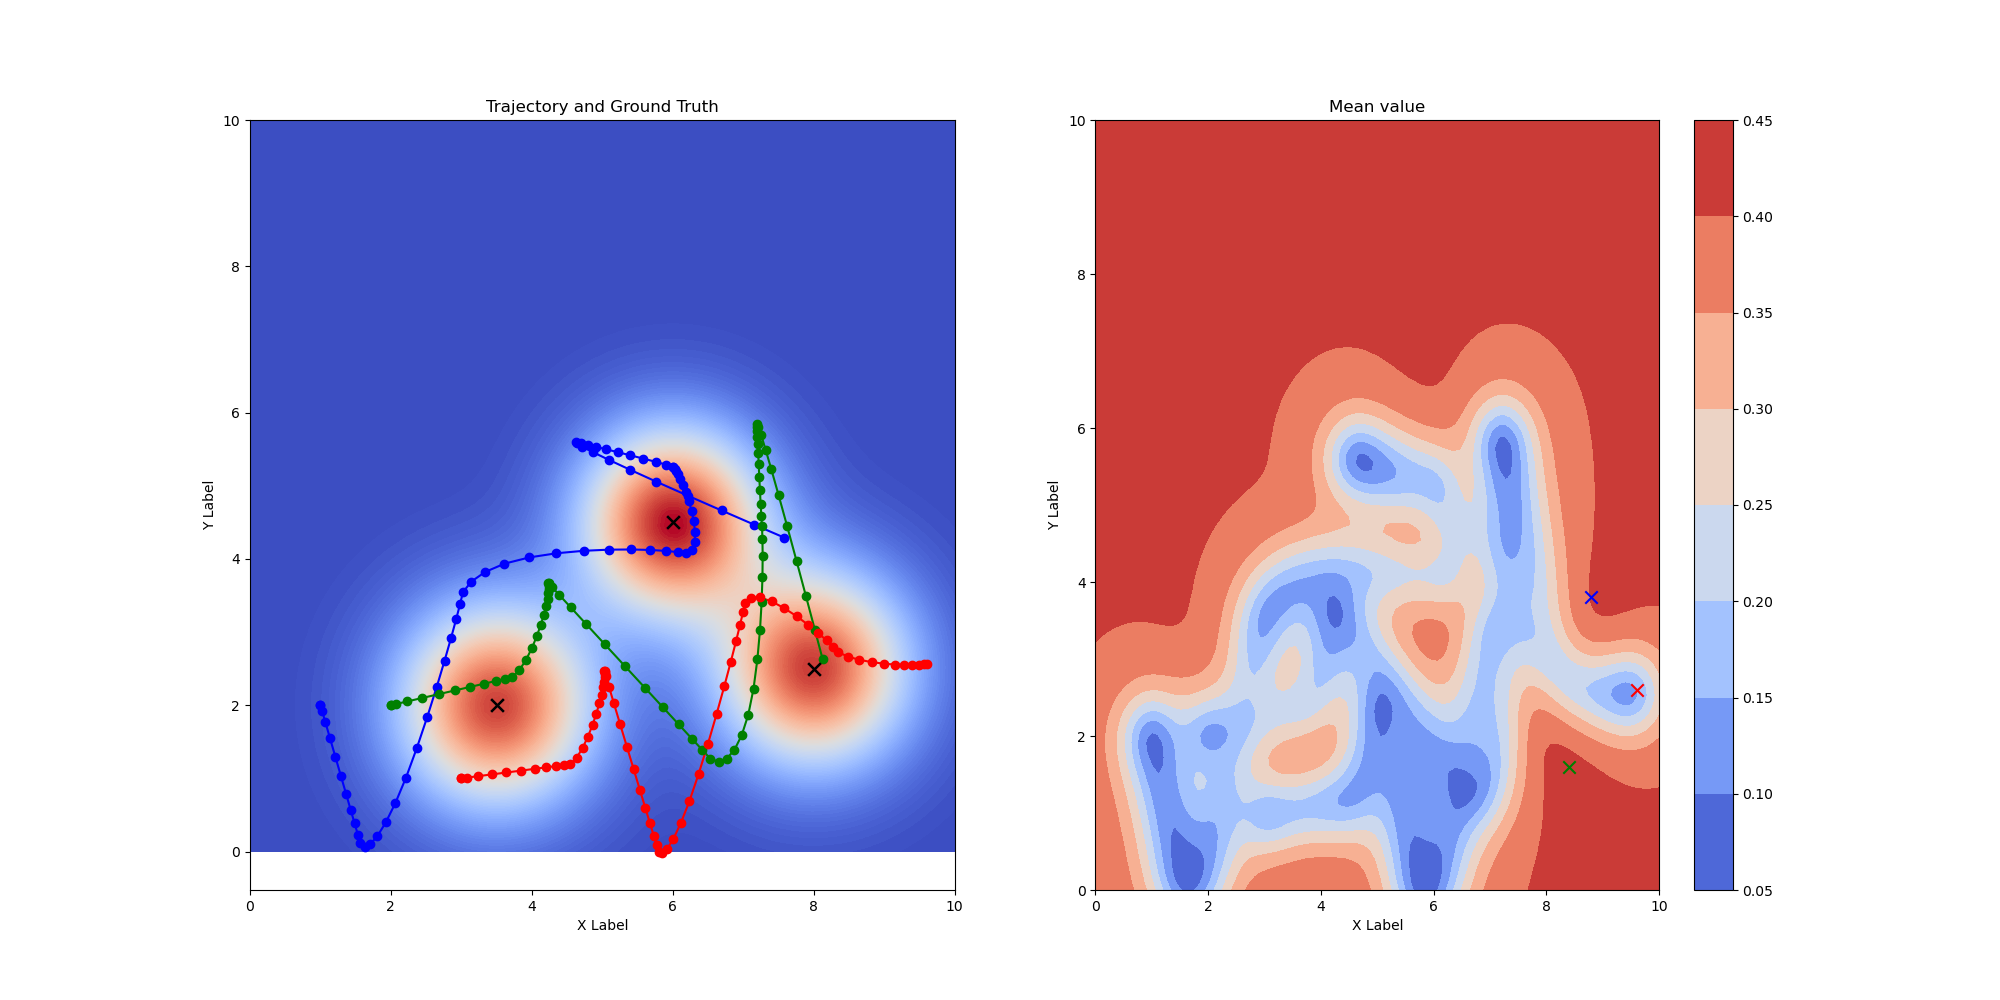 Trajectory and Ground Truth
10
8
6
4
2
0
Y Label
0 2 4 6 8 10
X Label
Mean value
10
8
6
4
2
0
Y Label
0 2 4 6 8 10
X Label
0.45
0.40
0.35
0.30
0.25
0.20
0.15
0.10
0.05